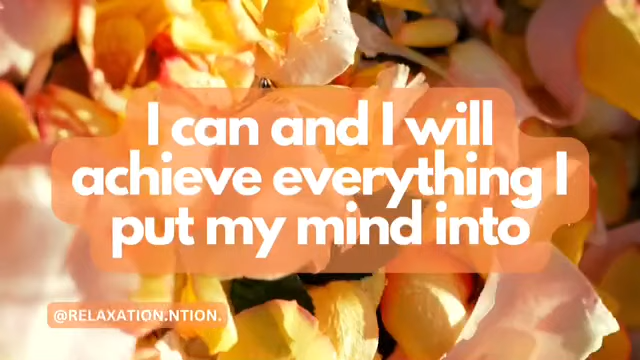 I can and I will
achieve everything I
put my mind into
@RELAXATION.NTION.